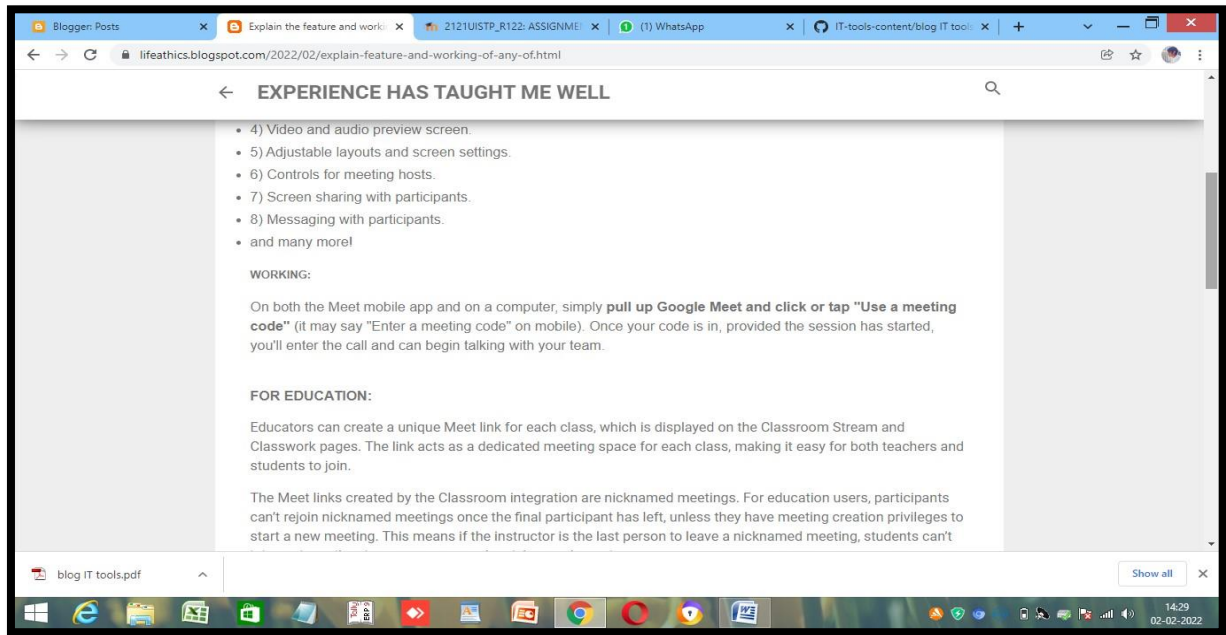 Blogger: Posts
Explain the feature and workin
2121UISTP_R122: ASSIGNME
(1) WhatsApp
IT-tools-content/blog IT tools
lifeathics.blogspot.com/2022/02/explain-feature-and-working-of-any-of.html
EXPERIENCE HAS TAUGHT ME WELL
4) Video and audio preview screen.
5) Adjustable layouts and screen settings.
6) Controls for meeting hosts.
7) Screen sharing with participants.
8) Messaging with participants.
and many more!
WORKING:
On both the Meet mobile app and on a computer, simply pull up Google Meet and click or tap "Use a meeting
code" (it may say "Enter a meeting code" on mobile). Once your code is in, provided the session has started,
you'll enter the call and can begin talking with your team.
FOR EDUCATION:
Educators can create a unique Meet link for each class, which is displayed on the Classroom Stream and
Classwork pages. The link acts as a dedicated meeting space for each class, making it easy for both teachers and
students to join.
The Meet links created by the Classroom integration are nicknamed meetings. For education users, participants
can't rejoin nicknamed meetings once the final participant has left, unless they have meeting creation privileges to
start a new meeting. This means if the instructor is the last person to leave a nicknamed meeting, students can't
blog IT tools.pdf
Show all
14:29
02-02-2022